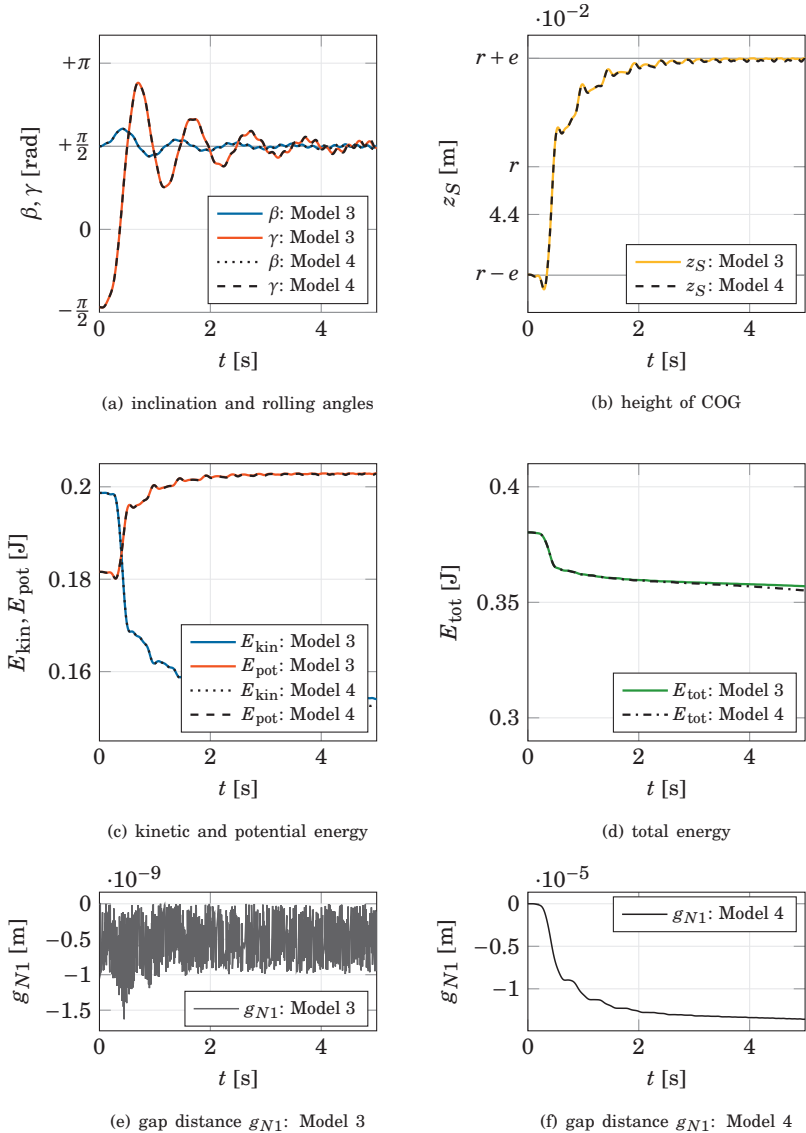 ·10⁻²
+π
+π/2
0
−π/2
β, γ [rad]
β: Model 3
γ: Model 3
β: Model 4
γ: Model 4
0 2 4
t [s]
(a) inclination and rolling angles
r + e
r
4.4
r − e
z_S [m]
z_S: Model 3
z_S: Model 4
0 2 4
t [s]
(b) height of COG
0.2
0.18
0.16
E_kin, E_pot [J]
E_kin: Model 3
E_pot: Model 3
E_kin: Model 4
E_pot: Model 4
0 2 4
t [s]
(c) kinetic and potential energy
0.4
0.35
0.3
E_tot [J]
E_tot: Model 3
E_tot: Model 4
0 2 4
t [s]
(d) total energy
·10⁻⁹
0
−0.5
−1
−1.5
g_N1 [m]
g_N1: Model 3
0 2 4
t [s]
(e) gap distance g_N1: Model 3
·10⁻⁵
0
−0.5
−1
g_N1 [m]
g_N1: Model 4
0 2 4
t [s]
(f) gap distance g_N1: Model 4